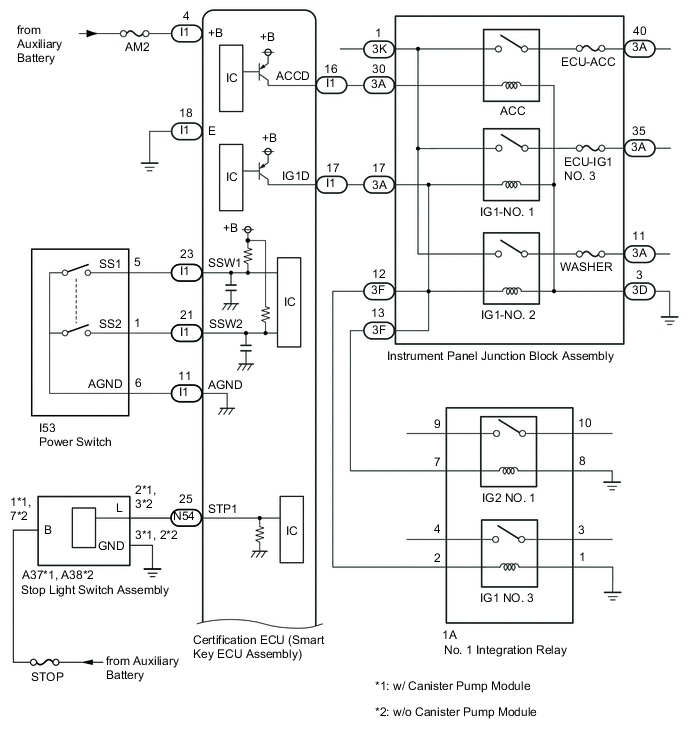 from
Auxiliary
Battery
AM2
4
I1
+B
+B
IC
ACCD
16
I1
18
I1
E
+B
IC
IG1D
17
I1
1
3K
30
3A
ACC
ECU-ACC
40
3A
17
3A
IG1-NO. 1
ECU-IG1
NO. 3
35
3A
WASHER
11
3A
12
3F
IG1-NO. 2
3
3D
13
3F
Instrument Panel Junction Block Assembly
SS1
5
23
I1
SSW1
+B
IC
SS2
1
21
I1
SSW2
AGND
6
11
I1
AGND
I53
Power Switch
9
10
7
8
IG2 NO. 1
4
3
2
1
IG1 NO. 3
1A
No. 1 Integration Relay
1*1,
7*2
B
L
GND
2*1,
3*2
3*1, 2*2
25
N54
STP1
IC
A37*1, A38*2
Stop Light Switch Assembly
STOP
from Auxiliary
Battery
Certification ECU (Smart
Key ECU Assembly)
*1: w/ Canister Pump Module
*2: w/o Canister Pump Module